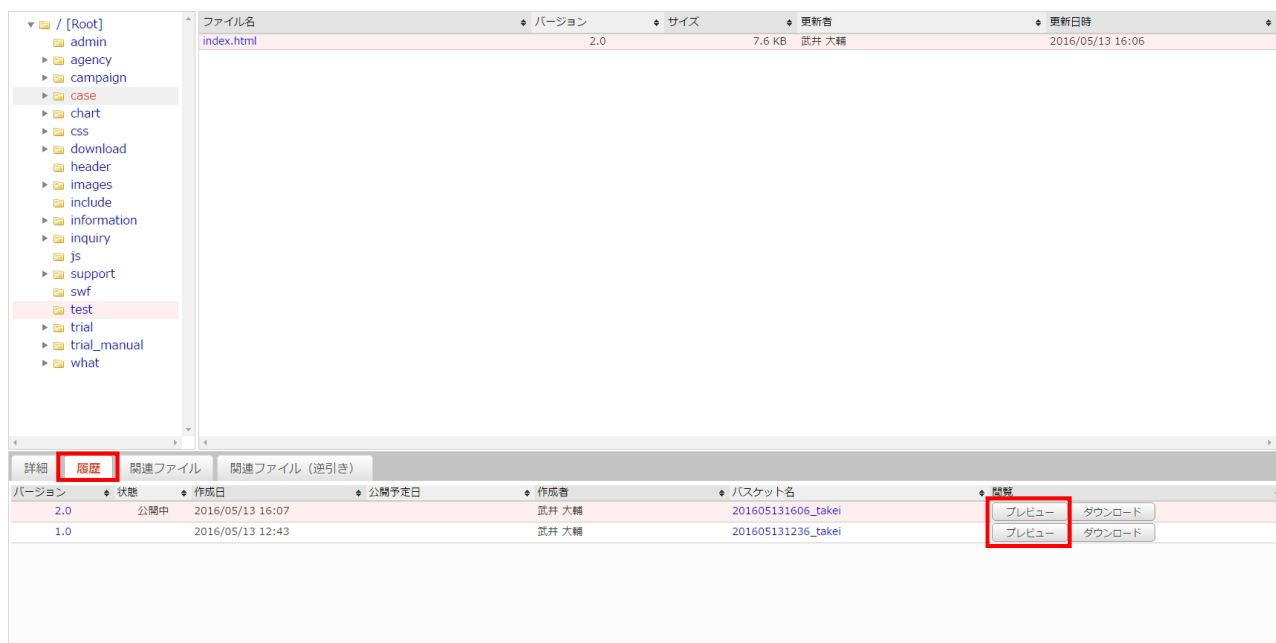 / [Root]
admin
agency
campaign
case
chart
css
download
header
images
include
information
inquiry
js
support
swf
test
trial
trial_manual
what
ファイル名 バージョン サイズ 更新者 更新日時
index.html 2.0 7.6 KB 武井 大輔 2016/05/13 16:06
詳細 履歴 関連ファイル 関連ファイル（逆引き）
バージョン 状態 作成日 公開予定日 作成者 バスケット名 閲覧
2.0 公開中 2016/05/13 16:07 武井 大輔 201605131606_takei プレビュー ダウンロード
1.0 2016/05/13 12:43 武井 大輔 201605131236_takei プレビュー ダウンロード